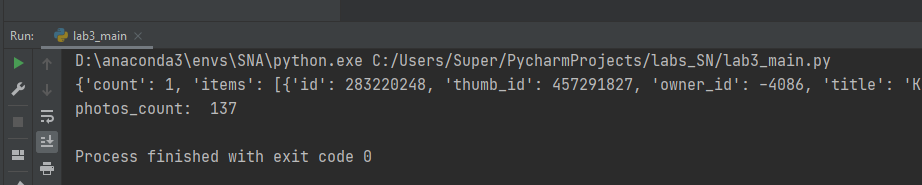 Run: lab3_main
D:\anaconda3\envs\SNA\python.exe C:/Users/Super/PycharmProjects/labs_SN/lab3_main.py
{'count': 1, 'items': [{'id': 283220248, 'thumb_id': 457291827, 'owner_id': -4086, 'title': 'K
photos_count:  137
Process finished with exit code 0